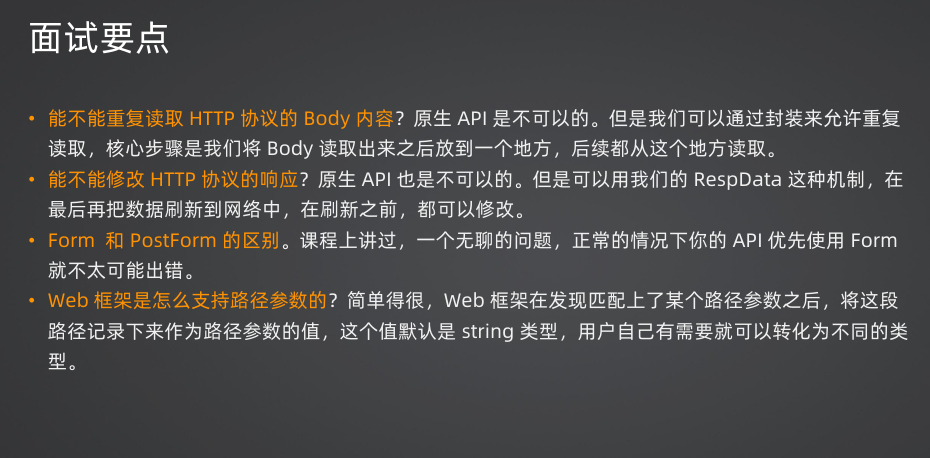 面试要点
• 能不能重复读取 HTTP 协议的 Body 内容？原生 API 是不可以的。但是我们可以通过封装来允许重复
读取，核心步骤是我们将 Body 读取出来之后放到一个地方，后续都从这个地方读取。
• 能不能修改 HTTP 协议的响应？原生 API 也是不可以的。但是可以用我们的 RespData 这种机制，在
最后再把数据刷新到网络中，在刷新之前，都可以修改。
• Form 和 PostForm 的区别。课程上讲过，一个无聊的问题，正常的情况下你的 API 优先使用 Form
就不太可能出错。
• Web 框架是怎么支持路径参数的？简单得很，Web 框架在发现匹配上了某个路径参数之后，将这段
路径记录下来作为路径参数的值，这个值默认是 string 类型，用户自己有需要就可以转化为不同的类
型。